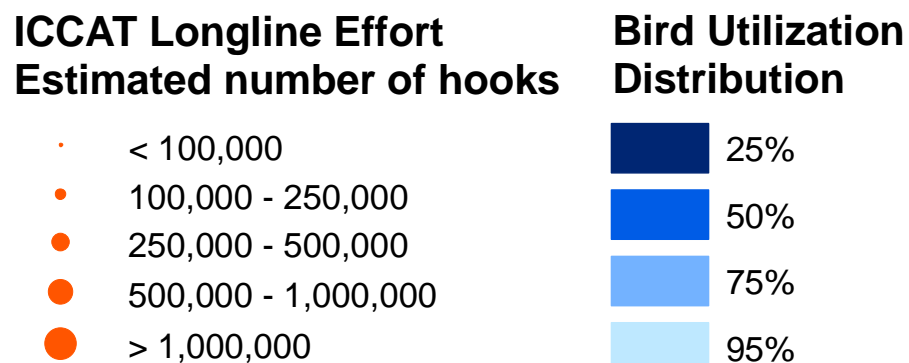 ICCAT Longline Effort
Estimated number of hooks
< 100,000
100,000 - 250,000
250,000 - 500,000
500,000 - 1,000,000
> 1,000,000
Bird Utilization
Distribution
25%
50%
75%
95%